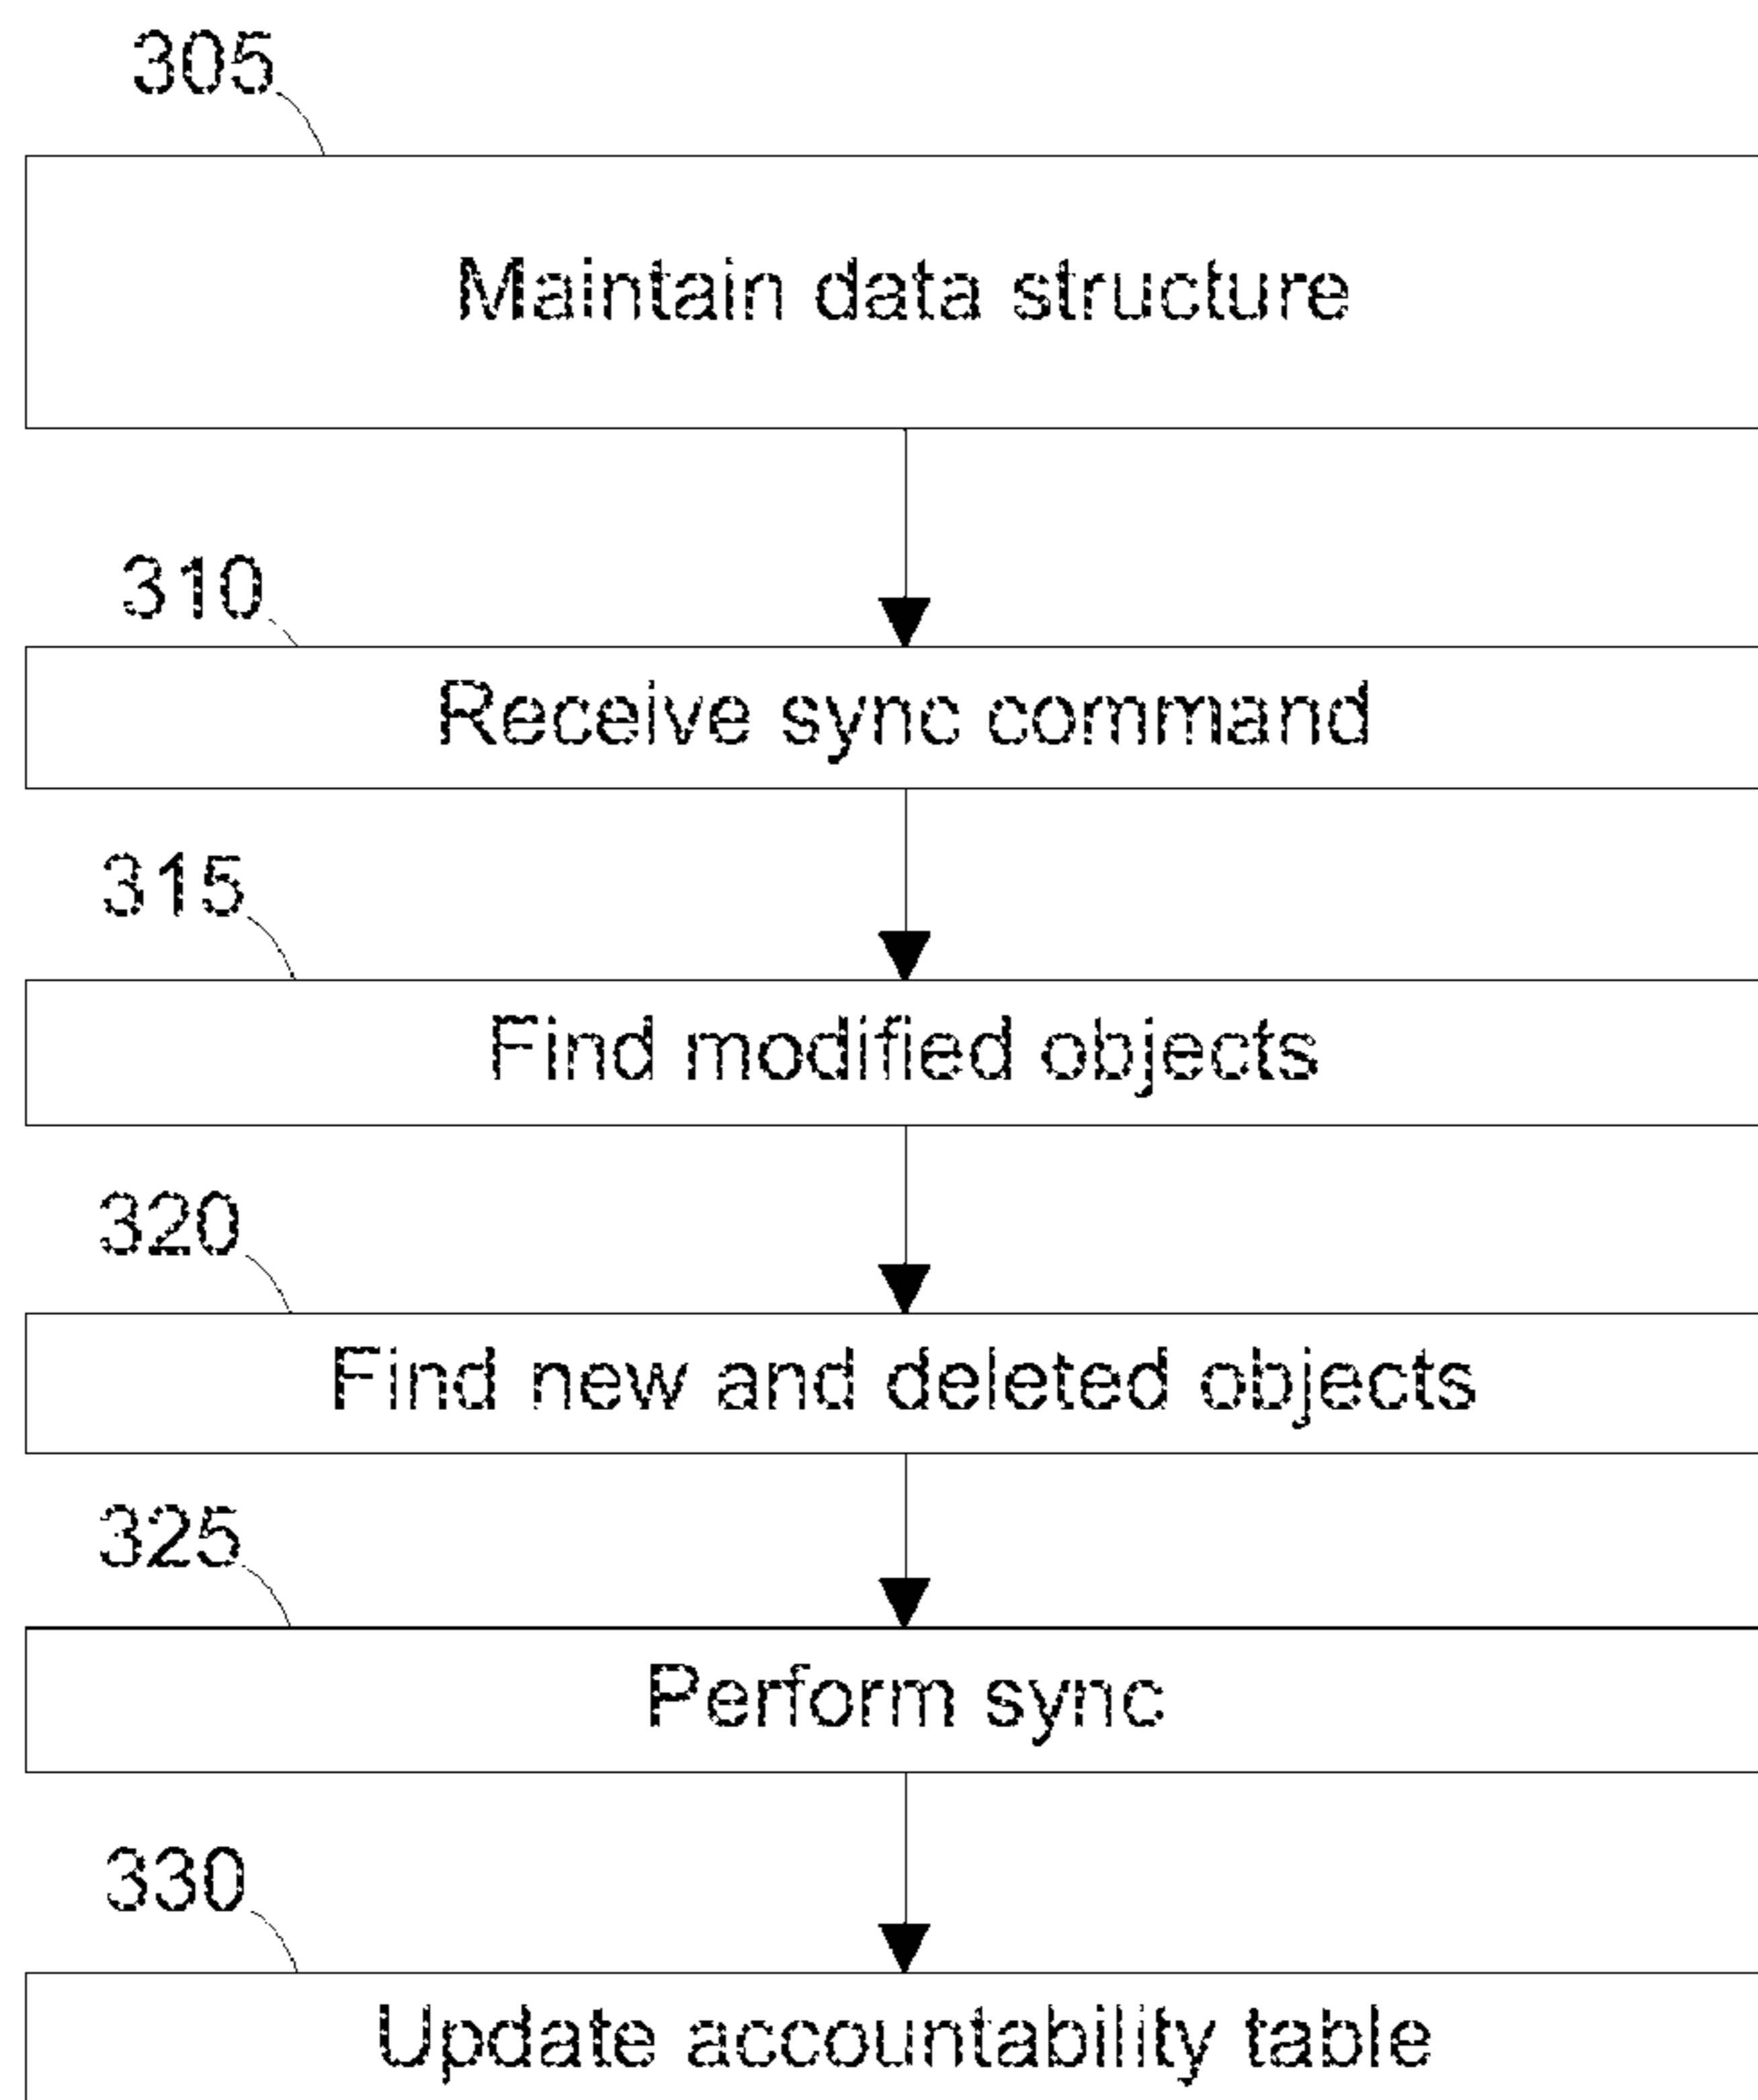 305
Maintain data structure
310
Receive sync command
315
Find modified objects
320
Find new and deleted objects
325
Perform sync
330
Update accountability table